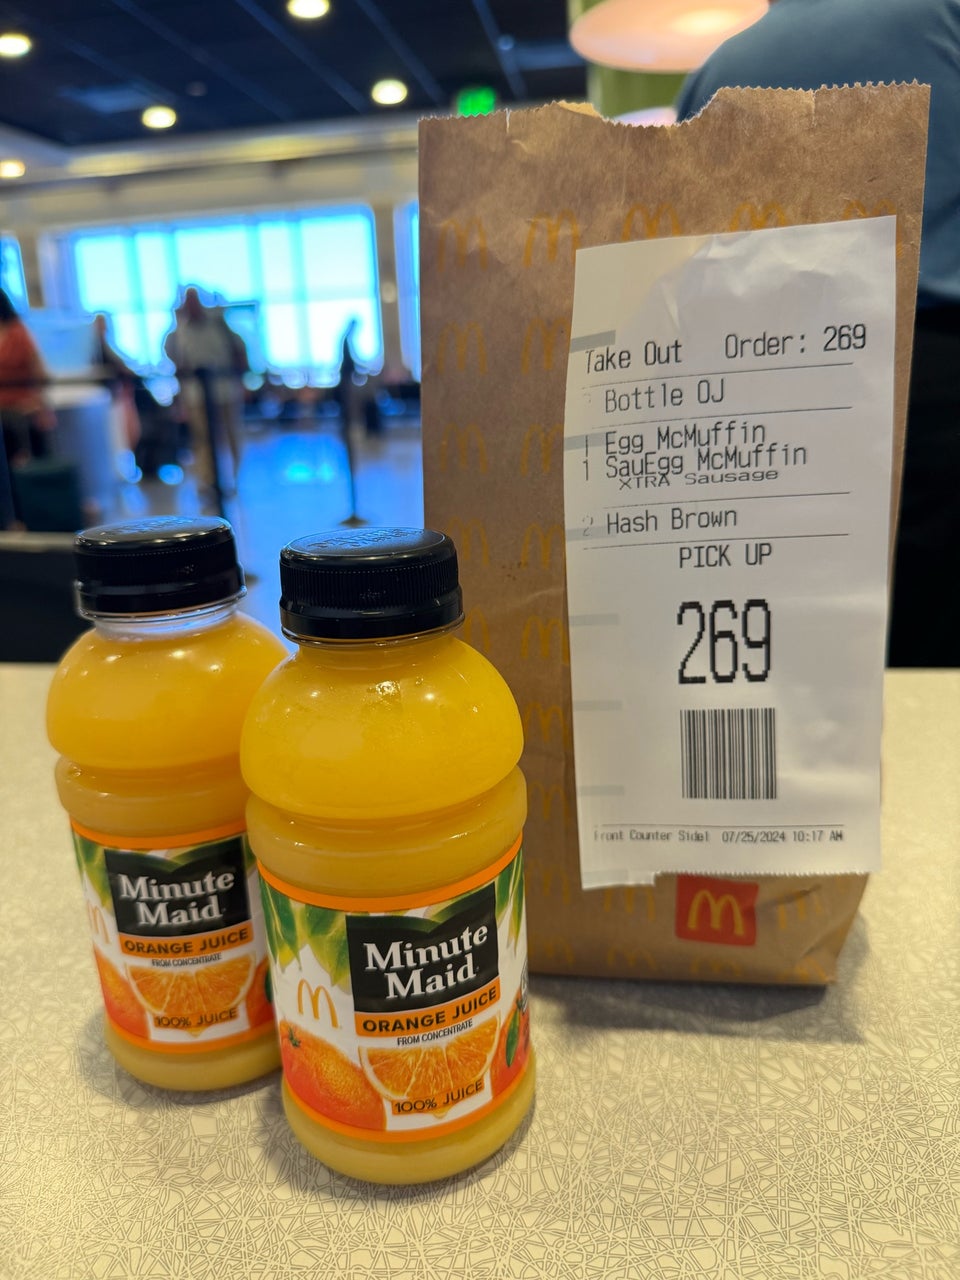 Take Out Order: 269
Bottle OJ
1 Egg McMuffin
1 SauEgg McMuffin
XTRA Sausage
2 Hash Brown
PICK UP
269
Front Counter Side1 07/25/2024 10:17 AM
Minute
Maid
ORANGE JUICE
FROM CONCENTRATE
100% JUICE
Minute
Maid
ORANGE JUICE
FROM CONCENTRATE
100% JUICE